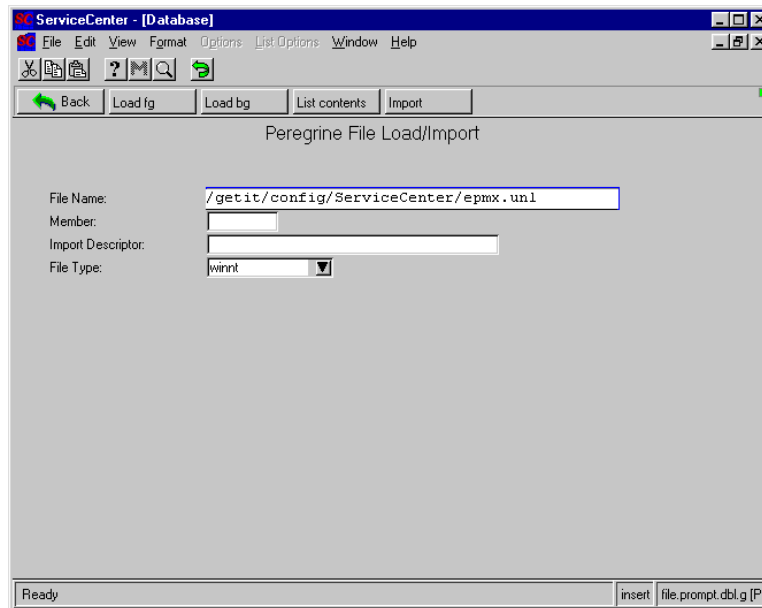 SC ServiceCenter - [Database]
SC File Edit View Format Options List Options Window Help
? M
Back Load fg Load bg List contents Import
Peregrine File Load/Import
File Name: /getit/config/ServiceCenter/epmx.unl
Member:
Import Descriptor:
File Type: winnt
Ready insert file.prompt.dbl.g [P